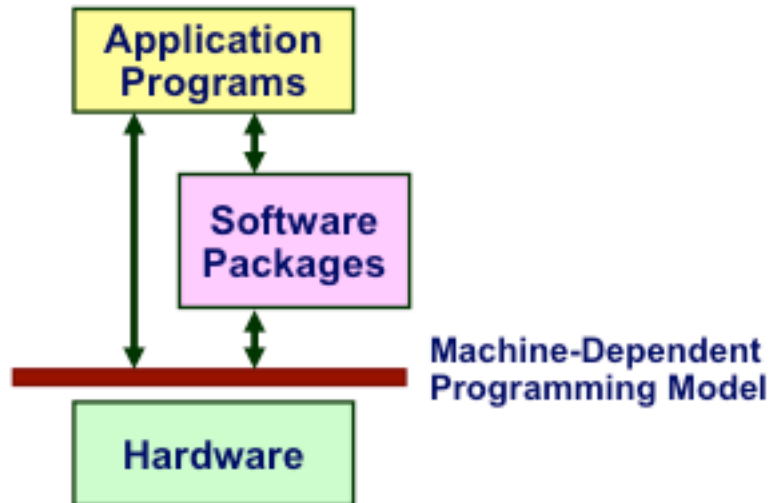 Application
Programs
Software
Packages
Machine-Dependent
Programming Model
Hardware